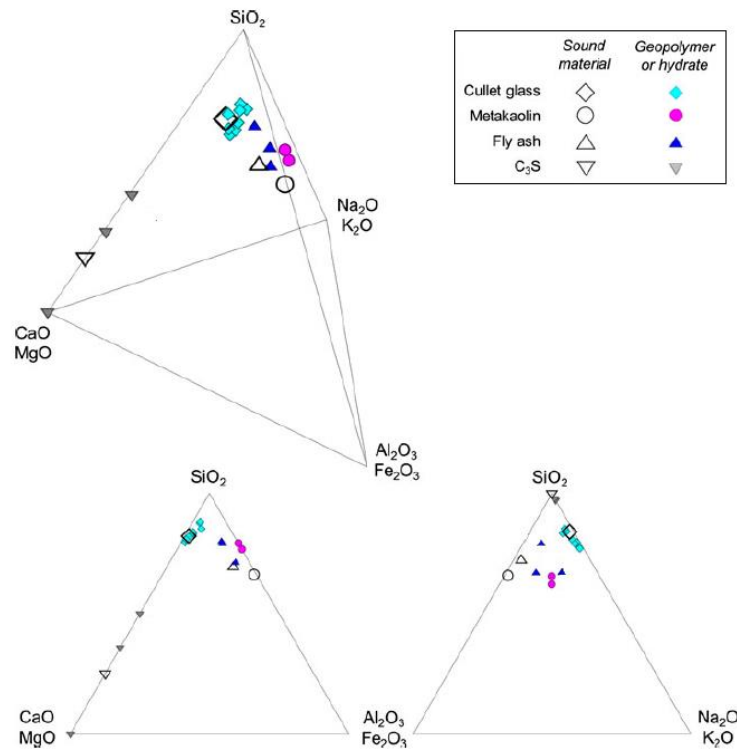 SiO₂
Sound material
Geopolymer or hydrate
Cullet glass
Metakaolin
Fly ash
C₃S
Na₂O
K₂O
CaO
MgO
Al₂O₃
Fe₂O₃
SiO₂
SiO₂
CaO
MgO
Al₂O₃
Fe₂O₃
Na₂O
K₂O